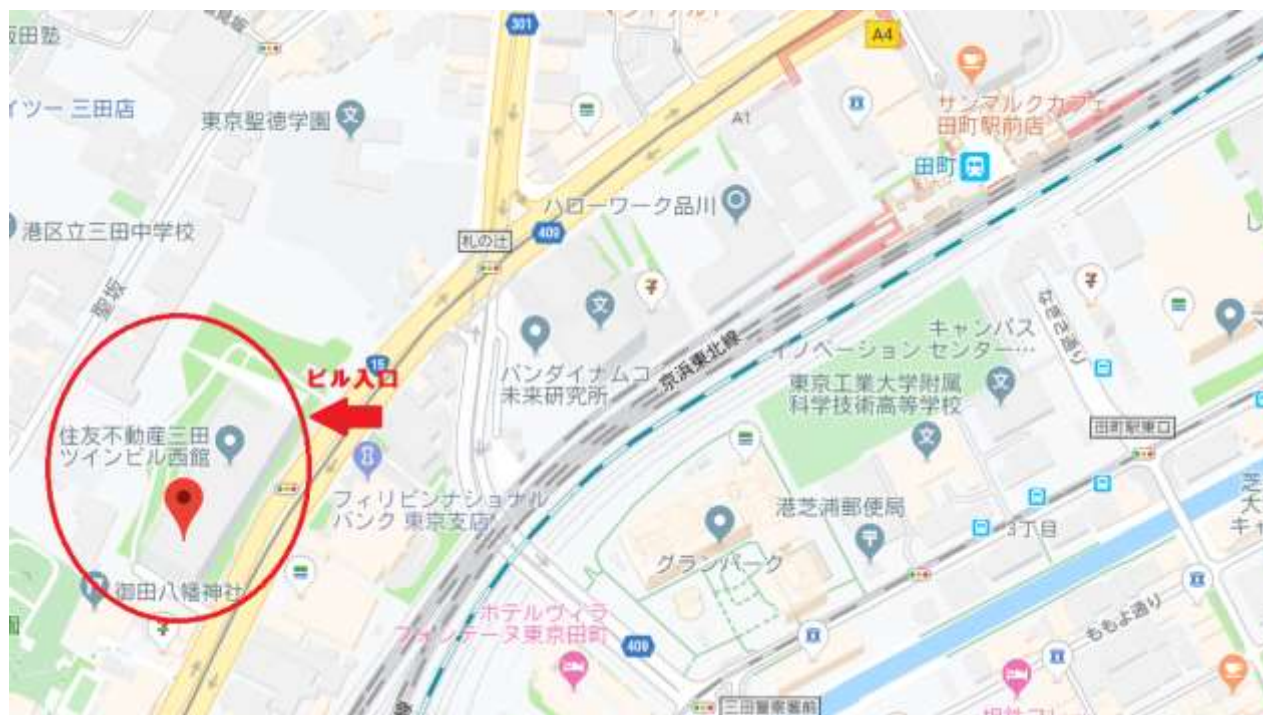 301
A4
飯田塾
サンマルクカフェ
田町駅前店
イツー 三田店
東京聖徳学園
A1
田町
港区立三田中学校
ハローワーク品川
札の辻
409
聖坂
なぎさ通り
キャンパス
イノベーション センター…
京浜東北線
15
ビル入口
バンダイナムコ
未来研究所
東京工業大学附属
科学技術高等学校
田町駅東口
住友不動産三田
ツインビル西館
フィリピンナショナル
バンク 東京支店
港芝浦郵便局
3丁目
芝
大
キャ
グランパーク
御田八幡神社
ホテルヴィラ
フォンテーヌ東京田町
ももよ通り
409
三田警察署前